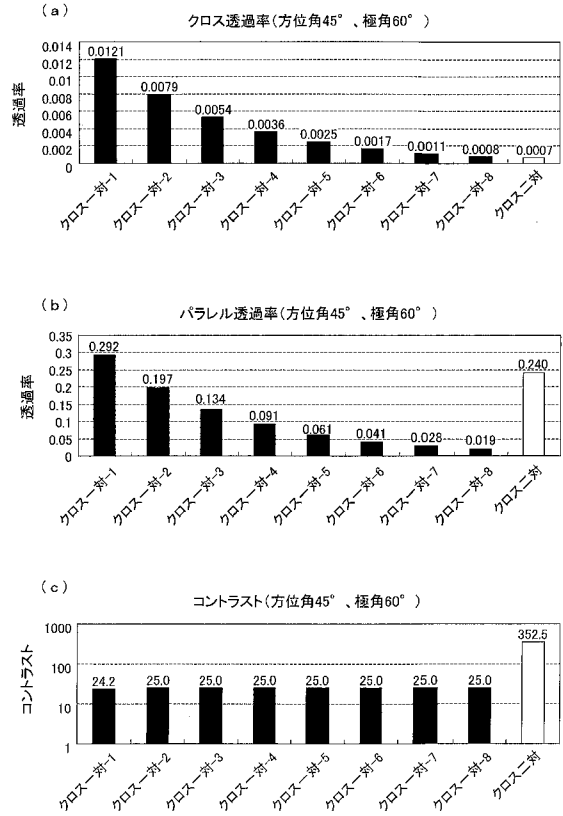 (a)
クロス透過率(方位角45°、極角60°)
透過率
0.014
0.012
0.01
0.008
0.006
0.004
0.002
0
0.0121
0.0079
0.0054
0.0036
0.0025
0.0017
0.0011
0.0008
0.0007
クロス一対-1
クロス一対-2
クロス一対-3
クロス一対-4
クロス一対-5
クロス一対-6
クロス一対-7
クロス一対-8
クロス二対
(b)
パラレル透過率(方位角45°、極角60°)
透過率
0.35
0.3
0.25
0.2
0.15
0.1
0.05
0
0.292
0.197
0.134
0.091
0.061
0.041
0.028
0.019
0.240
クロス一対-1
クロス一対-2
クロス一対-3
クロス一対-4
クロス一対-5
クロス一対-6
クロス一対-7
クロス一対-8
クロス二対
(c)
コントラスト(方位角45°、極角60°)
コントラスト
1000
100
10
1
24.2
25.0
25.0
25.0
25.0
25.0
25.0
25.0
352.5
クロス一対-1
クロス一対-2
クロス一対-3
クロス一対-4
クロス一対-5
クロス一対-6
クロス一対-7
クロス一対-8
クロス二対